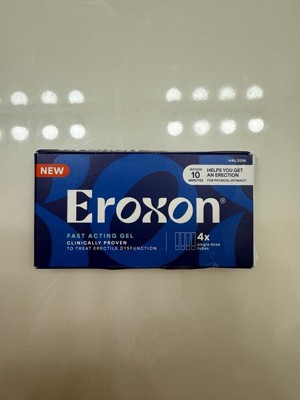 HALEON
NEW
WITHIN
10
MINUTES
HELPS YOU GET
AN ERECTION
FOR PHYSICAL INTIMACY
Eroxon®
FAST ACTING GEL
CLINICALLY PROVEN
TO TREAT ERECTILE DYSFUNCTION
4x
single dose
tubes